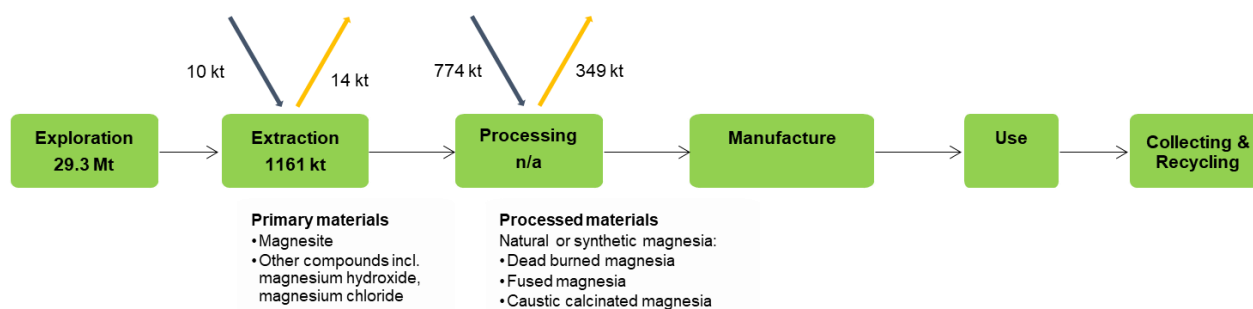 10 kt
14 kt
774 kt
349 kt
Exploration
29.3 Mt
Extraction
1161 kt
Processing
n/a
Manufacture
Use
Collecting &
Recycling
Primary materials
•Magnesite
•Other compounds incl.
magnesium hydroxide,
magnesium chloride
Processed materials
Natural or synthetic magnesia:
•Dead burned magnesia
•Fused magnesia
•Caustic calcinated magnesia